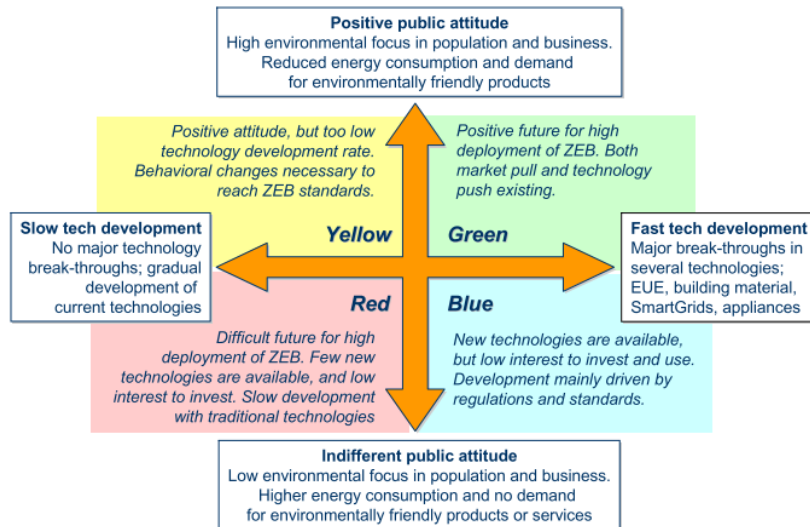 Positive public attitude
High environmental focus in population and business.
Reduced energy consumption and demand
for environmentally friendly products
Positive attitude, but too low
technology development rate.
Behavioral changes necessary to
reach ZEB standards.
Positive future for high
deployment of ZEB. Both
market pull and technology
push existing.
Slow tech development
No major technology
break-throughs; gradual
development of
current technologies
Yellow
Green
Fast tech development
Major break-throughs in
several technologies;
EUE, building material,
SmartGrids, appliances
Red
Blue
Difficult future for high
deployment of ZEB. Few new
technologies are available, and low
interest to invest. Slow development
with traditional technologies
New technologies are available,
but low interest to invest and use.
Development mainly driven by
regulations and standards.
Indifferent public attitude
Low environmental focus in population and business.
Higher energy consumption and no demand
for environmentally friendly products or services